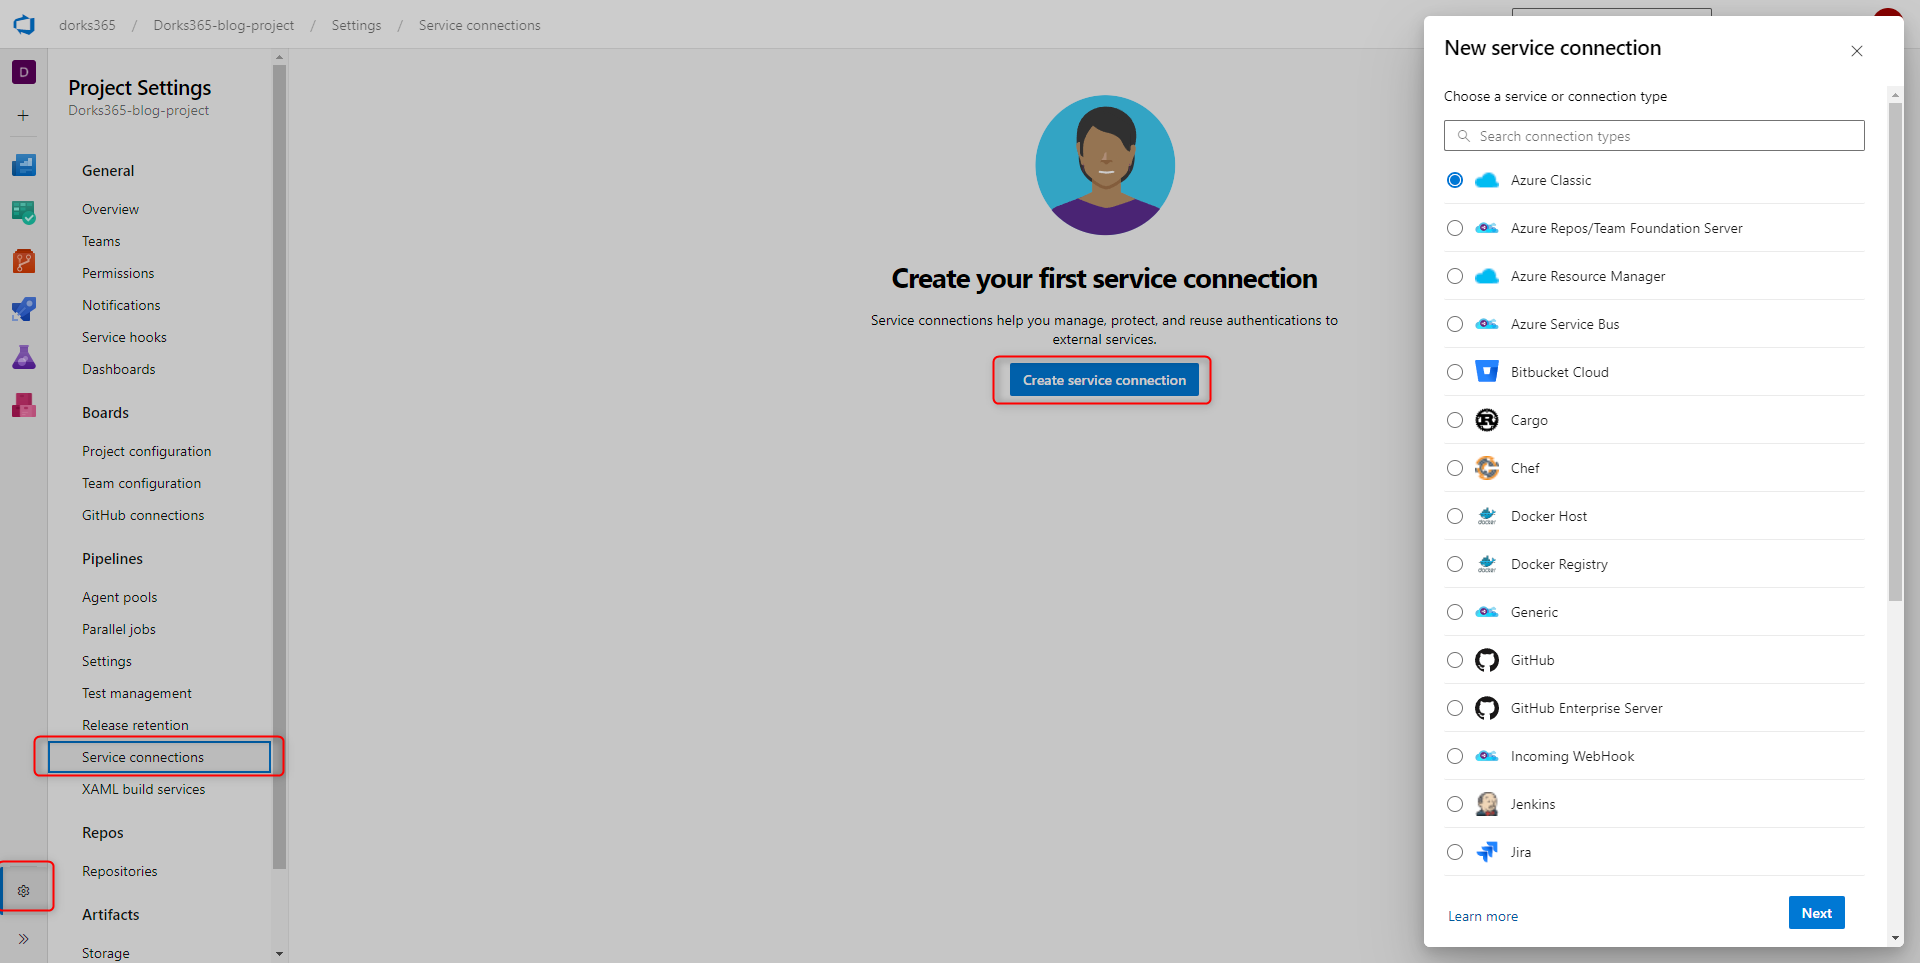 dorks365 / Dorks365-blog-project / Settings / Service connections
D
Project Settings
Dorks365-blog-project
General
Overview
Teams
Permissions
Notifications
Service hooks
Dashboards
Boards
Project configuration
Team configuration
GitHub connections
Pipelines
Agent pools
Parallel jobs
Settings
Test management
Release retention
Service connections
XAML build services
Repos
Repositories
Artifacts
Storage
Create your first service connection
Service connections help you manage, protect, and reuse authentications to
external services.
Create service connection
New service connection
Choose a service or connection type
Search connection types
Azure Classic
Azure Repos/Team Foundation Server
Azure Resource Manager
Azure Service Bus
Bitbucket Cloud
Cargo
Chef
docker
Docker Host
docker
Docker Registry
Generic
GitHub
GitHub Enterprise Server
Incoming WebHook
Jenkins
Jira
Learn more
Next